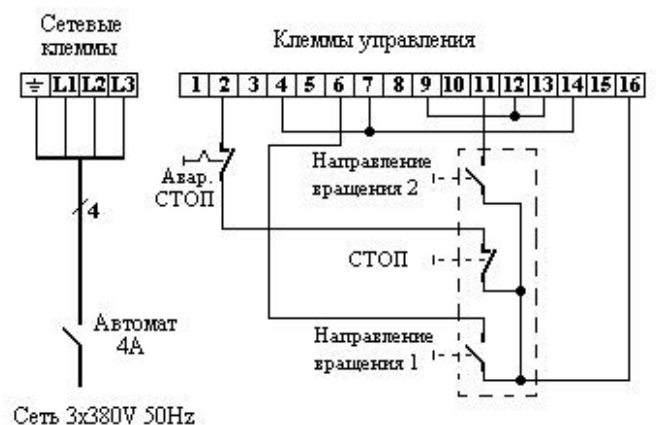 Сетевые
клеммы
Клеммы управления
L1 L2 L3
1 2 3 4 5 6 7 8 9 10 11 12 13 14 15 16
Направление
вращения 2
Авар.
СТОП
4
СТОП
Автомат
4А
Направление
вращения 1
Сеть 3x380V 50Hz